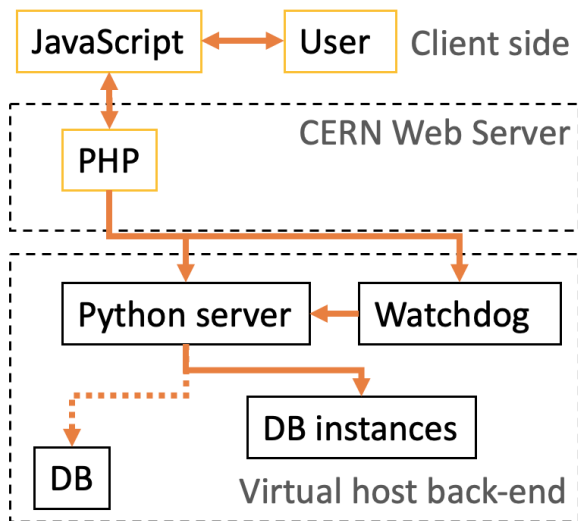 JavaScript
User
Client side
CERN Web Server
PHP
Python server
Watchdog
DB instances
DB
Virtual host back-end